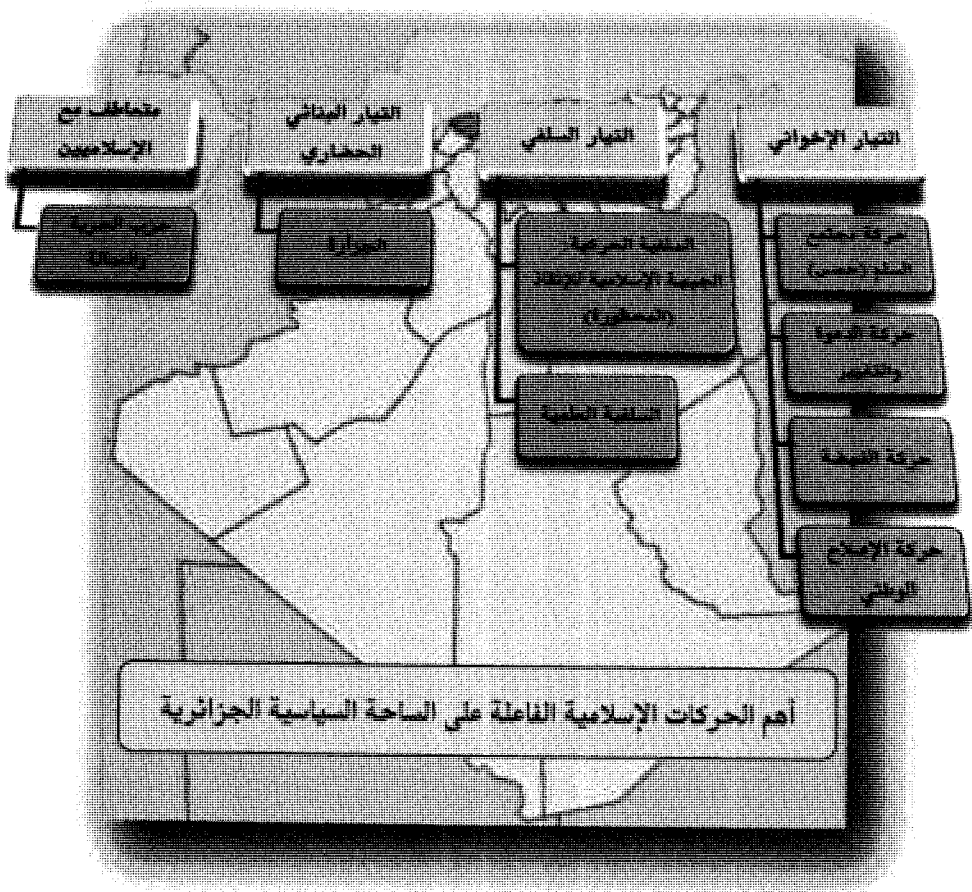 التيار الإخواني
حركة مجتمع
السلم (حمس)
حركة الدعوة
والتغيير
حركة النهضة
حركة الإصلاح
الوطني
التيار السلفي
السلفية الحركية
الجبهة الإسلامية للإنقاذ
(المحظورة)
السلفية العلمية
التيار البنائي
الحضاري
الجزأرة
متعاطف مع
الإسلاميين
حزب الحرية
والعدالة
أهم الحركات الإسلامية الفاعلة على الساحة السياسية الجزائرية